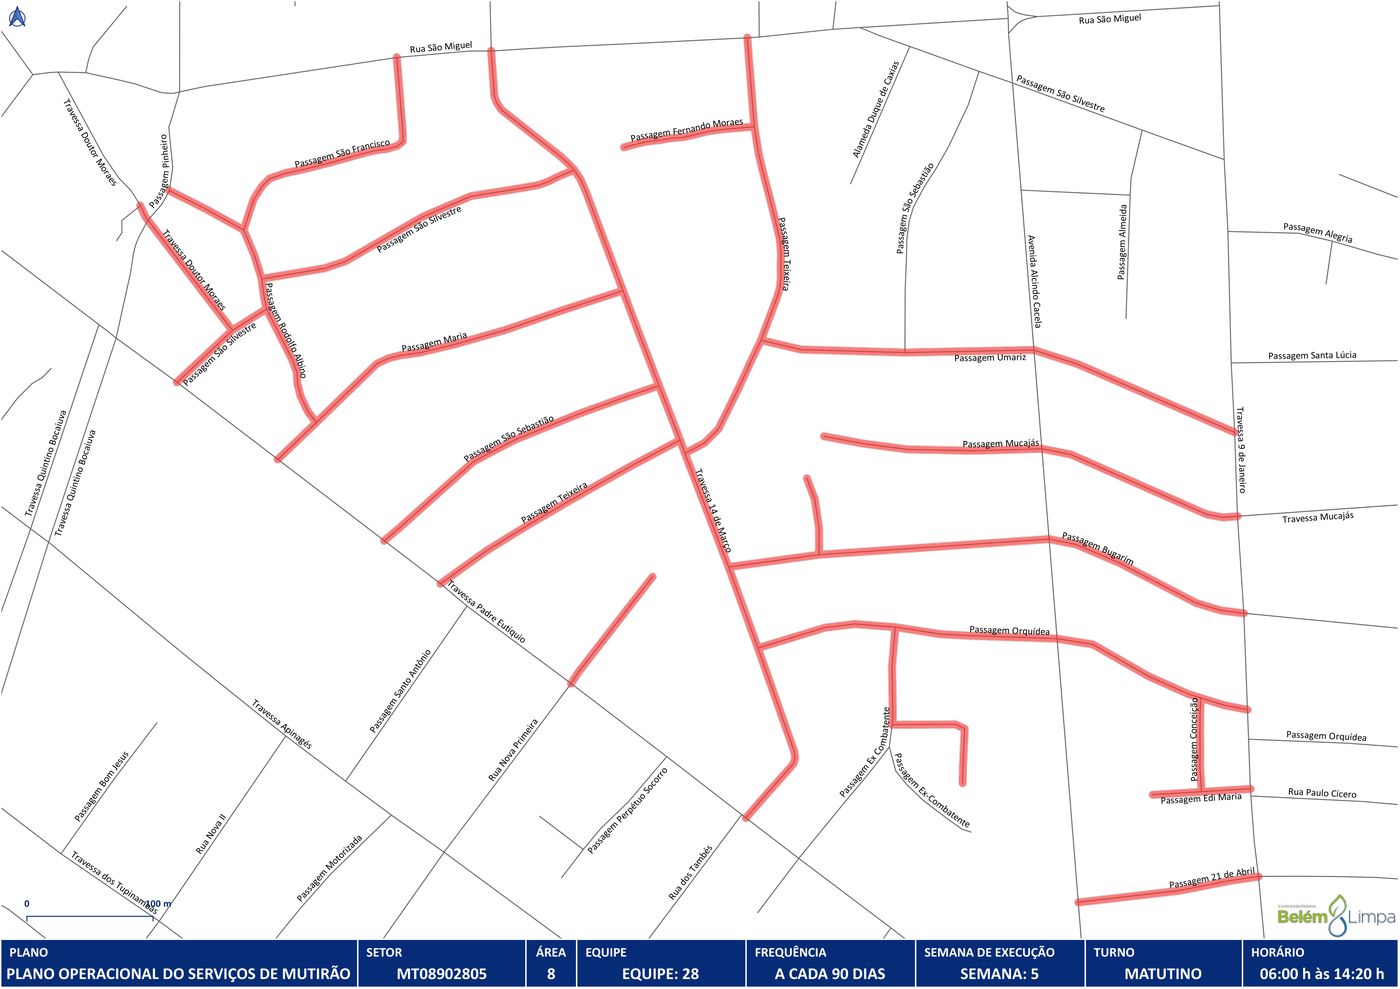 Rua São Miguel
Rua São Miguel
Passagem São Silvestre
Alameda Duque de Caxias
Travessa Doutor Moraes
Passagem Pinheiro
Passagem São Francisco
Passagem Fernando Moraes
Passagem São Sebastião
Passagem Almeida
Passagem Alegria
Passagem São Silvestre
Passagem Teixeira
Avenida Alcindo Cacela
Travessa Doutor Moraes
Passagem Rodolfo Albino
Passagem São Silvestre
Passagem Maria
Passagem Umariz
Passagem Santa Lúcia
Travessa Quintino Bocaiuva
Travessa Quintino Bocaiuva
Passagem São Sebastião
Passagem Mucajás
Travessa 9 de Janeiro
Passagem Teixeira
Travessa 14 de Março
Travessa Mucajás
Passagem Bugarim
Travessa Padre Eutíquio
Passagem Orquídea
Passagem Santo Antônio
Travessa Apinagés
Rua Nova Primeira
Passagem Ex Combatente
Passagem Conceição
Passagem Orquídea
Passagem Bom Jesus
Passagem Perpétuo Socorro
Passagem Ex-Combatente
Passagem Edi Maria
Rua Paulo Cícero
Rua Nova II
Passagem Motorizada
Travessa dos Tupinambás
Rua dos Tambés
Passagem 21 de Abril
0 100 m
CONCESSIONÁRIA
Belém Limpa
PLANO
PLANO OPERACIONAL DO SERVIÇOS DE MUTIRÃO
SETOR
MT08902805
ÁREA
8
EQUIPE
EQUIPE: 28
FREQUÊNCIA
A CADA 90 DIAS
SEMANA DE EXECUÇÃO
SEMANA: 5
TURNO
MATUTINO
HORÁRIO
06:00 h às 14:20 h